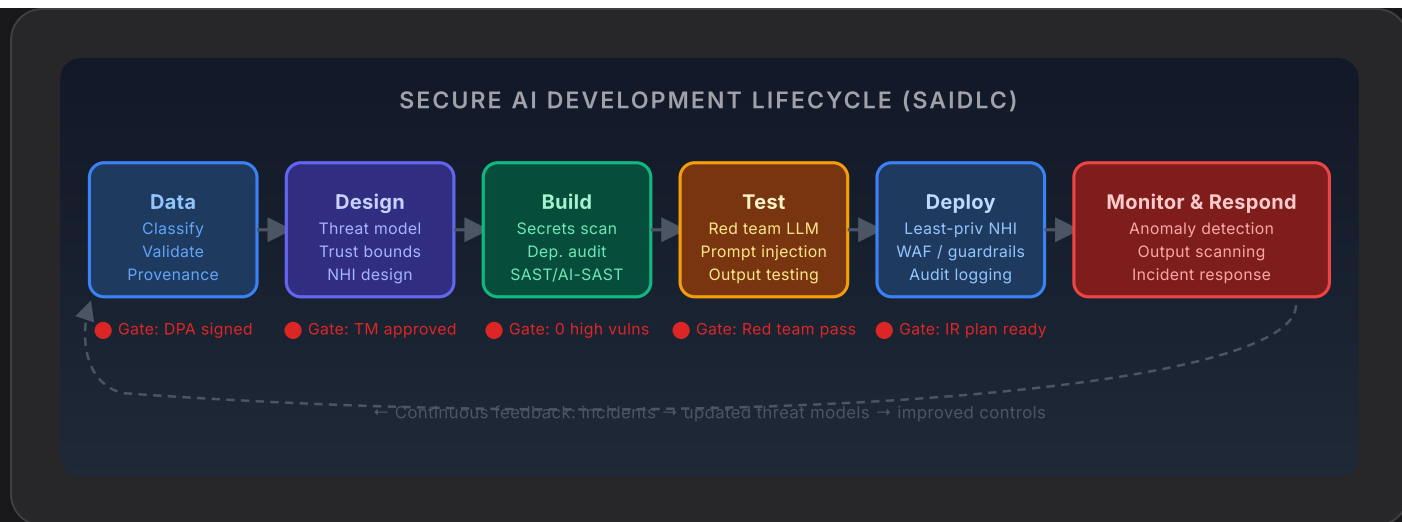 SECURE AI DEVELOPMENT LIFECYCLE (SAIDLC)
Data
Classify
Validate
Provenance
Design
Threat model
Trust bounds
NHI design
Build
Secrets scan
Dep. audit
SAST/AI-SAST
Test
Red team LLM
Prompt injection
Output testing
Deploy
Least-priv NHI
WAF / guardrails
Audit logging
Monitor & Respond
Anomaly detection
Output scanning
Incident response
Gate: DPA signed
Gate: TM approved
Gate: 0 high vulns
Gate: Red team pass
Gate: IR plan ready
← Continuous feedback: incidents → updated threat models → improved controls